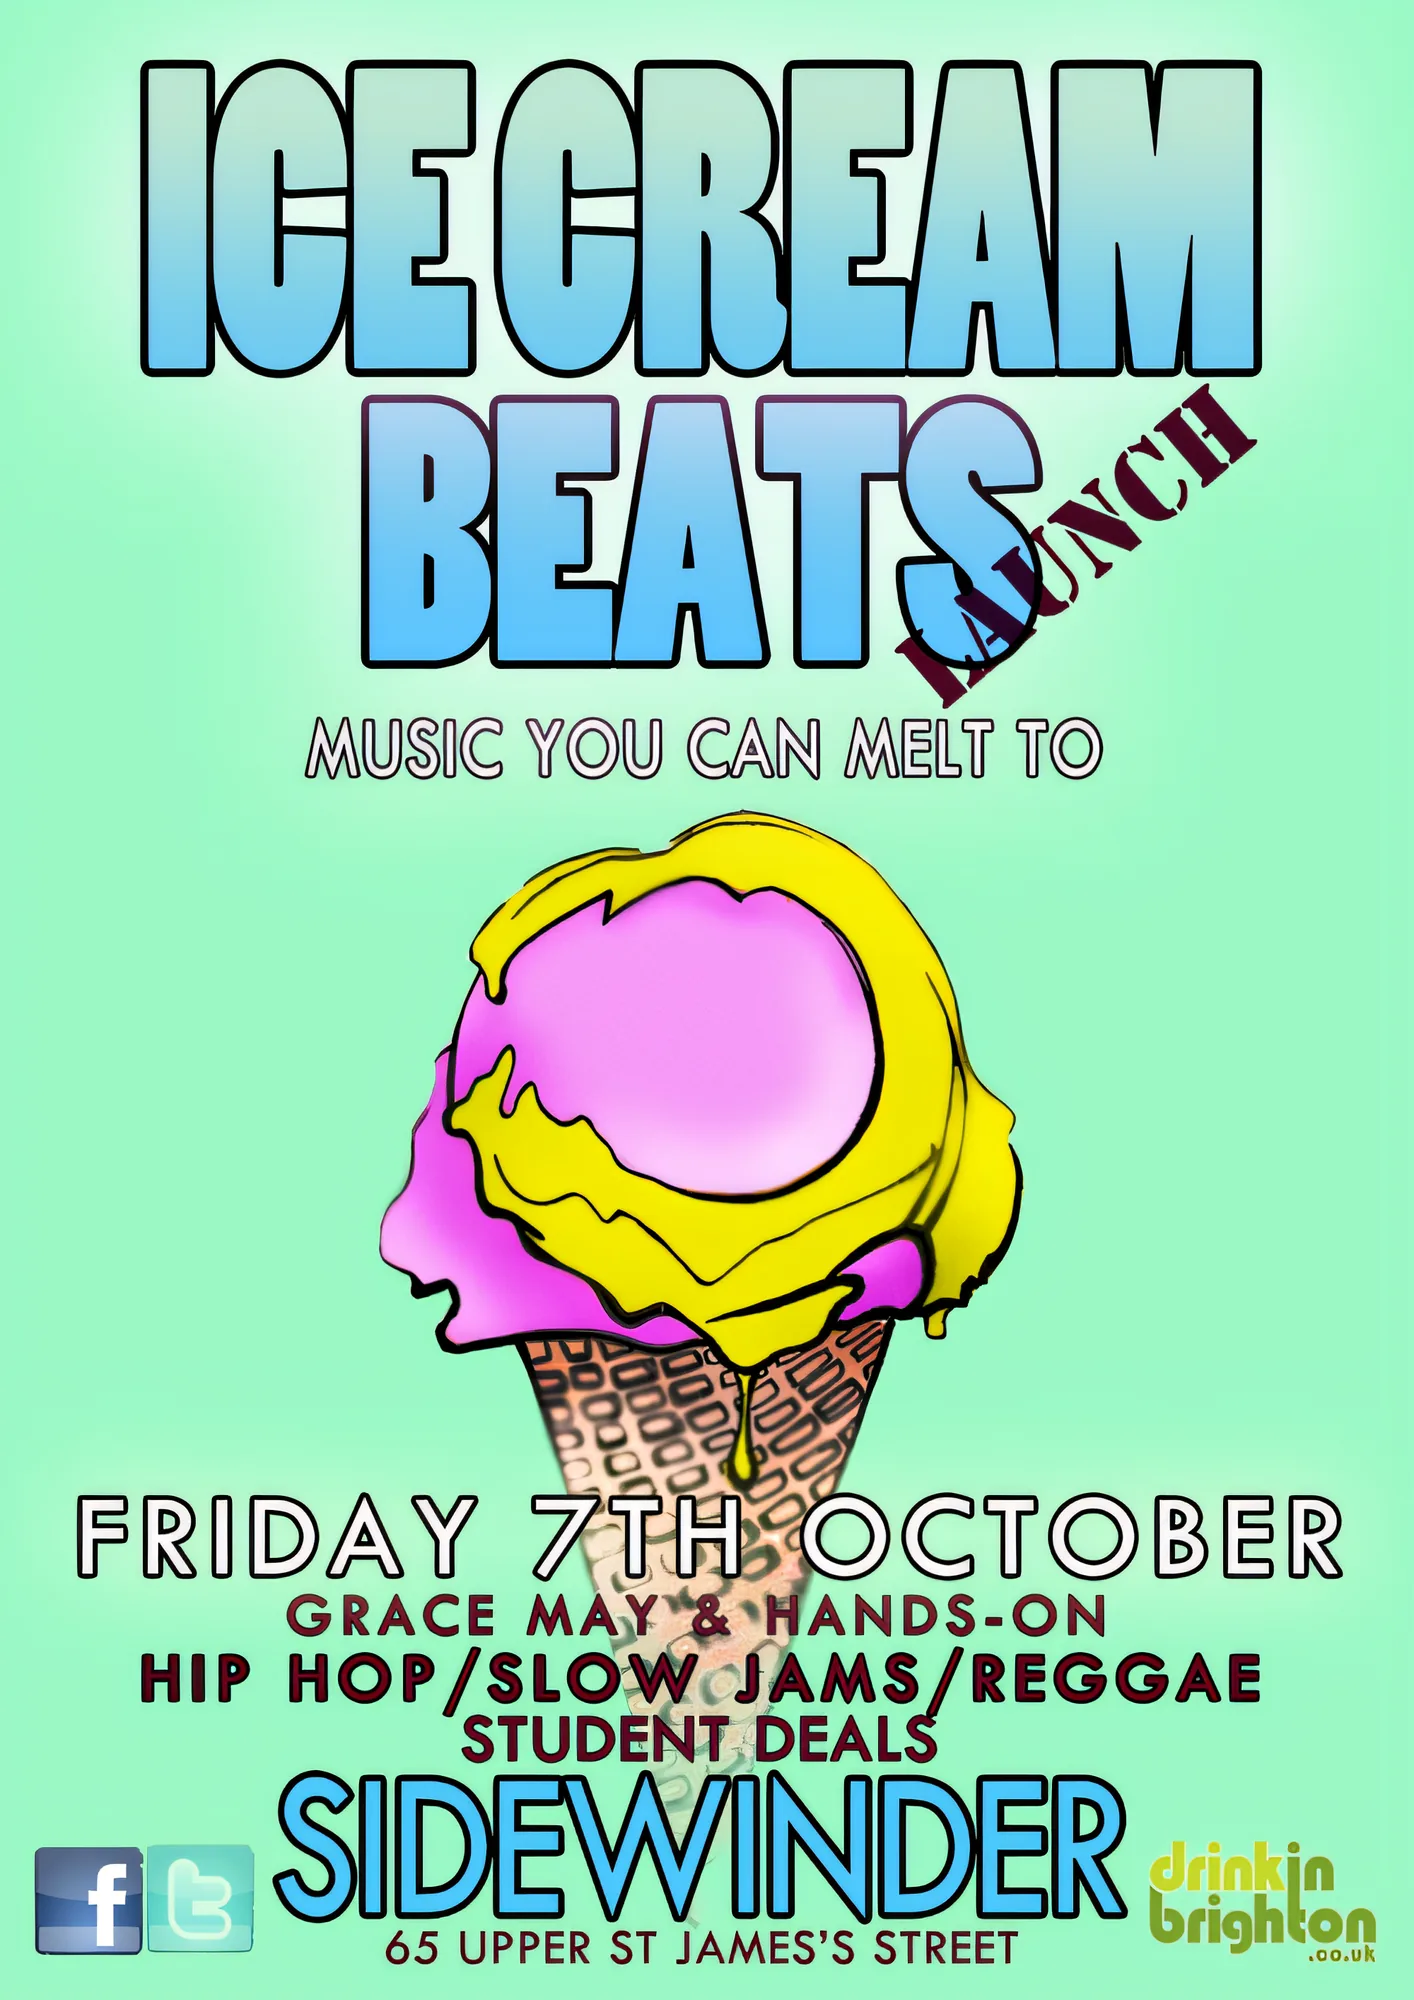 ICE CREAM
BEATS
LAUNCH
MUSIC YOU CAN MELT TO
FRIDAY 7TH OCTOBER
GRACE MAY & HANDS-ON
HIP HOP/SLOW JAMS/REGGAE
STUDENT DEALS
SIDEWINDER
65 UPPER ST JAMES'S STREET
f
t
drinkin
brighton
.co.uk